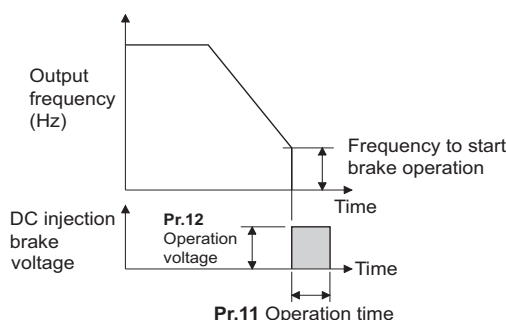 Output
frequency
(Hz)
Frequency to start
brake operation
Time
DC injection
brake
voltage
Pr.12
Operation
voltage
Time
Pr.11 Operation time